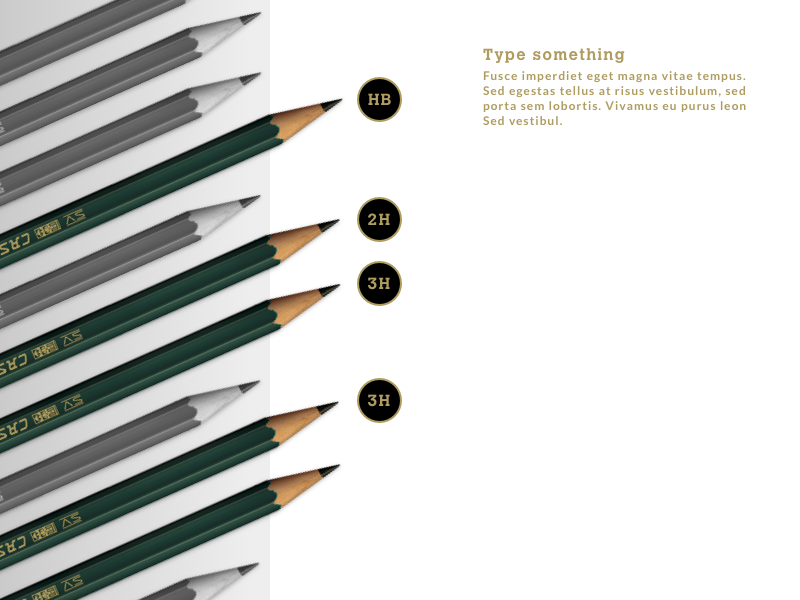 HB
2H
3H
3H
Type something
Fusce imperdiet eget magna vitae tempus.
Sed egestas tellus at risus vestibulum, sed
porta sem lobortis. Vivamus eu purus leon
Sed vestibul.